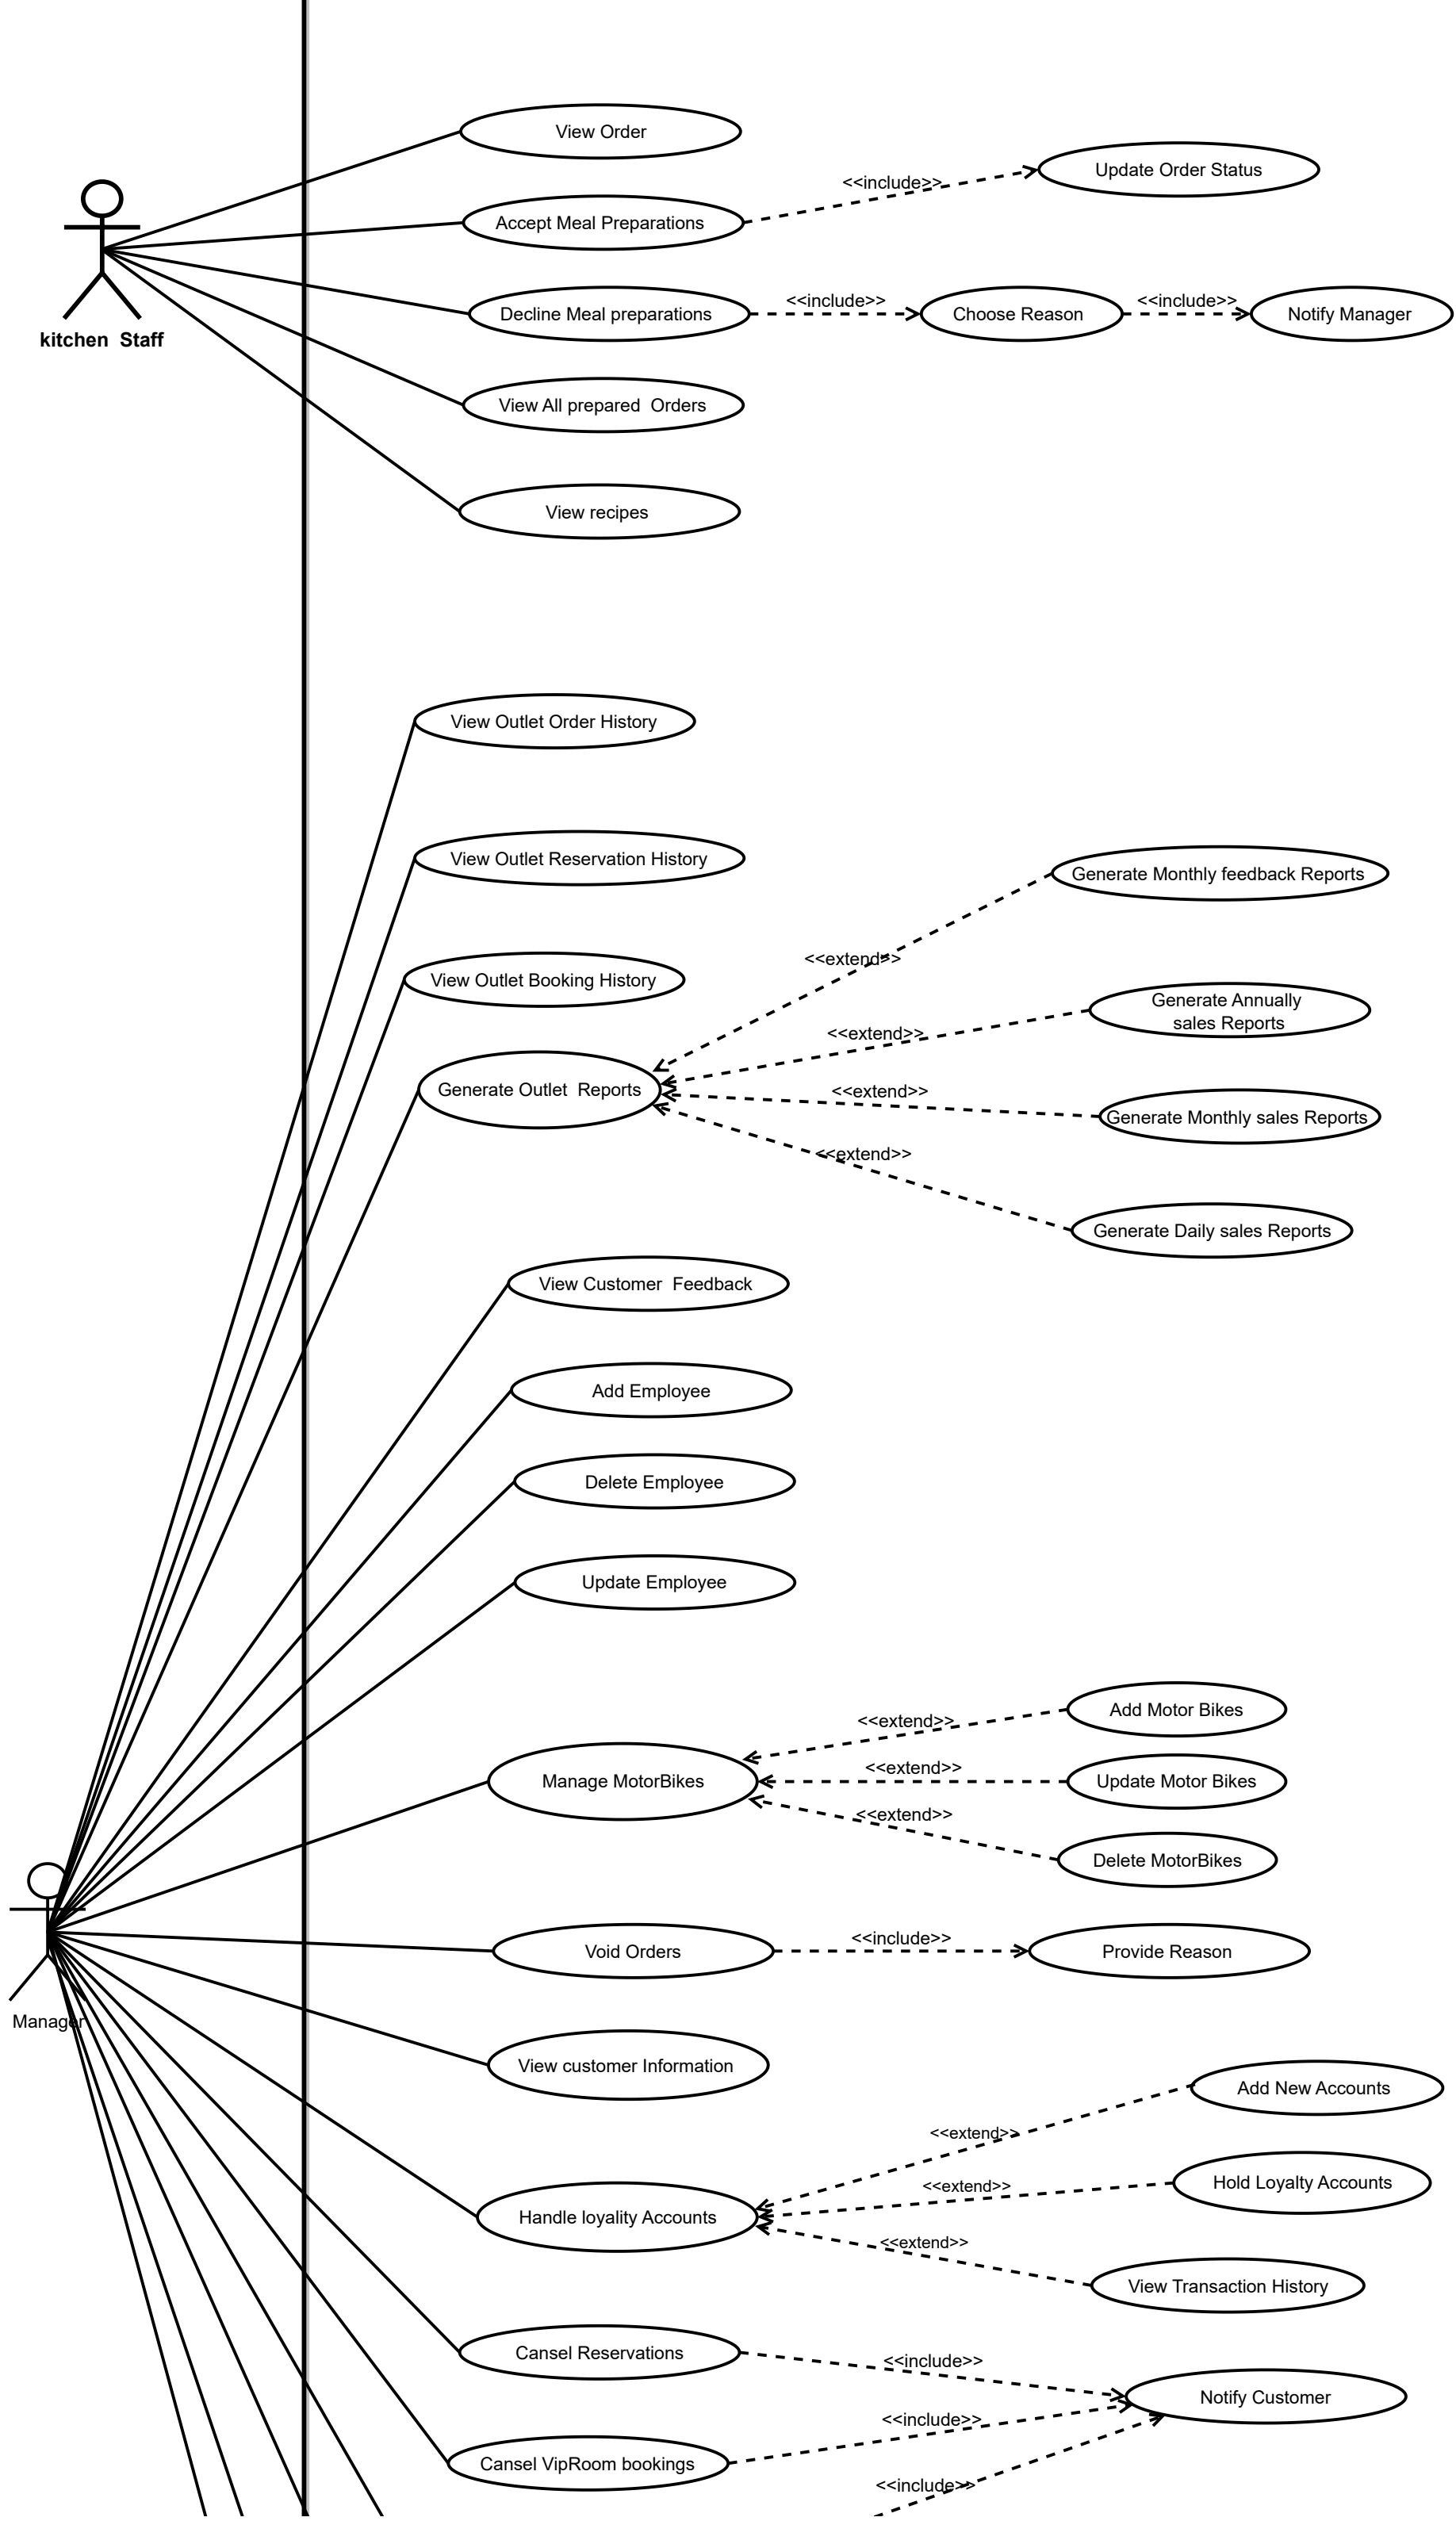 View Order
<<include>>
Update Order Status
Accept Meal Preparations
kitchen  Staff
Decline Meal preparations
<<include>>
Choose Reason
<<include>>
Notify Manager
View All prepared  Orders
View recipes
View Outlet Order History
View Outlet Reservation History
Generate Monthly feedback Reports
<<extend>>
View Outlet Booking History
Generate Annually
sales Reports
<<extend>>
Generate Outlet  Reports
<<extend>>
Generate Monthly sales Reports
<<extend>>
Generate Daily sales Reports
View Customer  Feedback
Add Employee
Delete Employee
Update Employee
Add Motor Bikes
<<extend>>
Manage MotorBikes
<<extend>>
Update Motor Bikes
<<extend>>
Delete MotorBikes
Manager
Void Orders
<<include>>
Provide Reason
View customer Information
Add New Accounts
<<extend>>
Hold Loyalty Accounts
<<extend>>
Handle loyality Accounts
<<extend>>
View Transaction History
Cansel Reservations
<<include>>
Notify Customer
<<include>>
Cansel VipRoom bookings
<<include>>